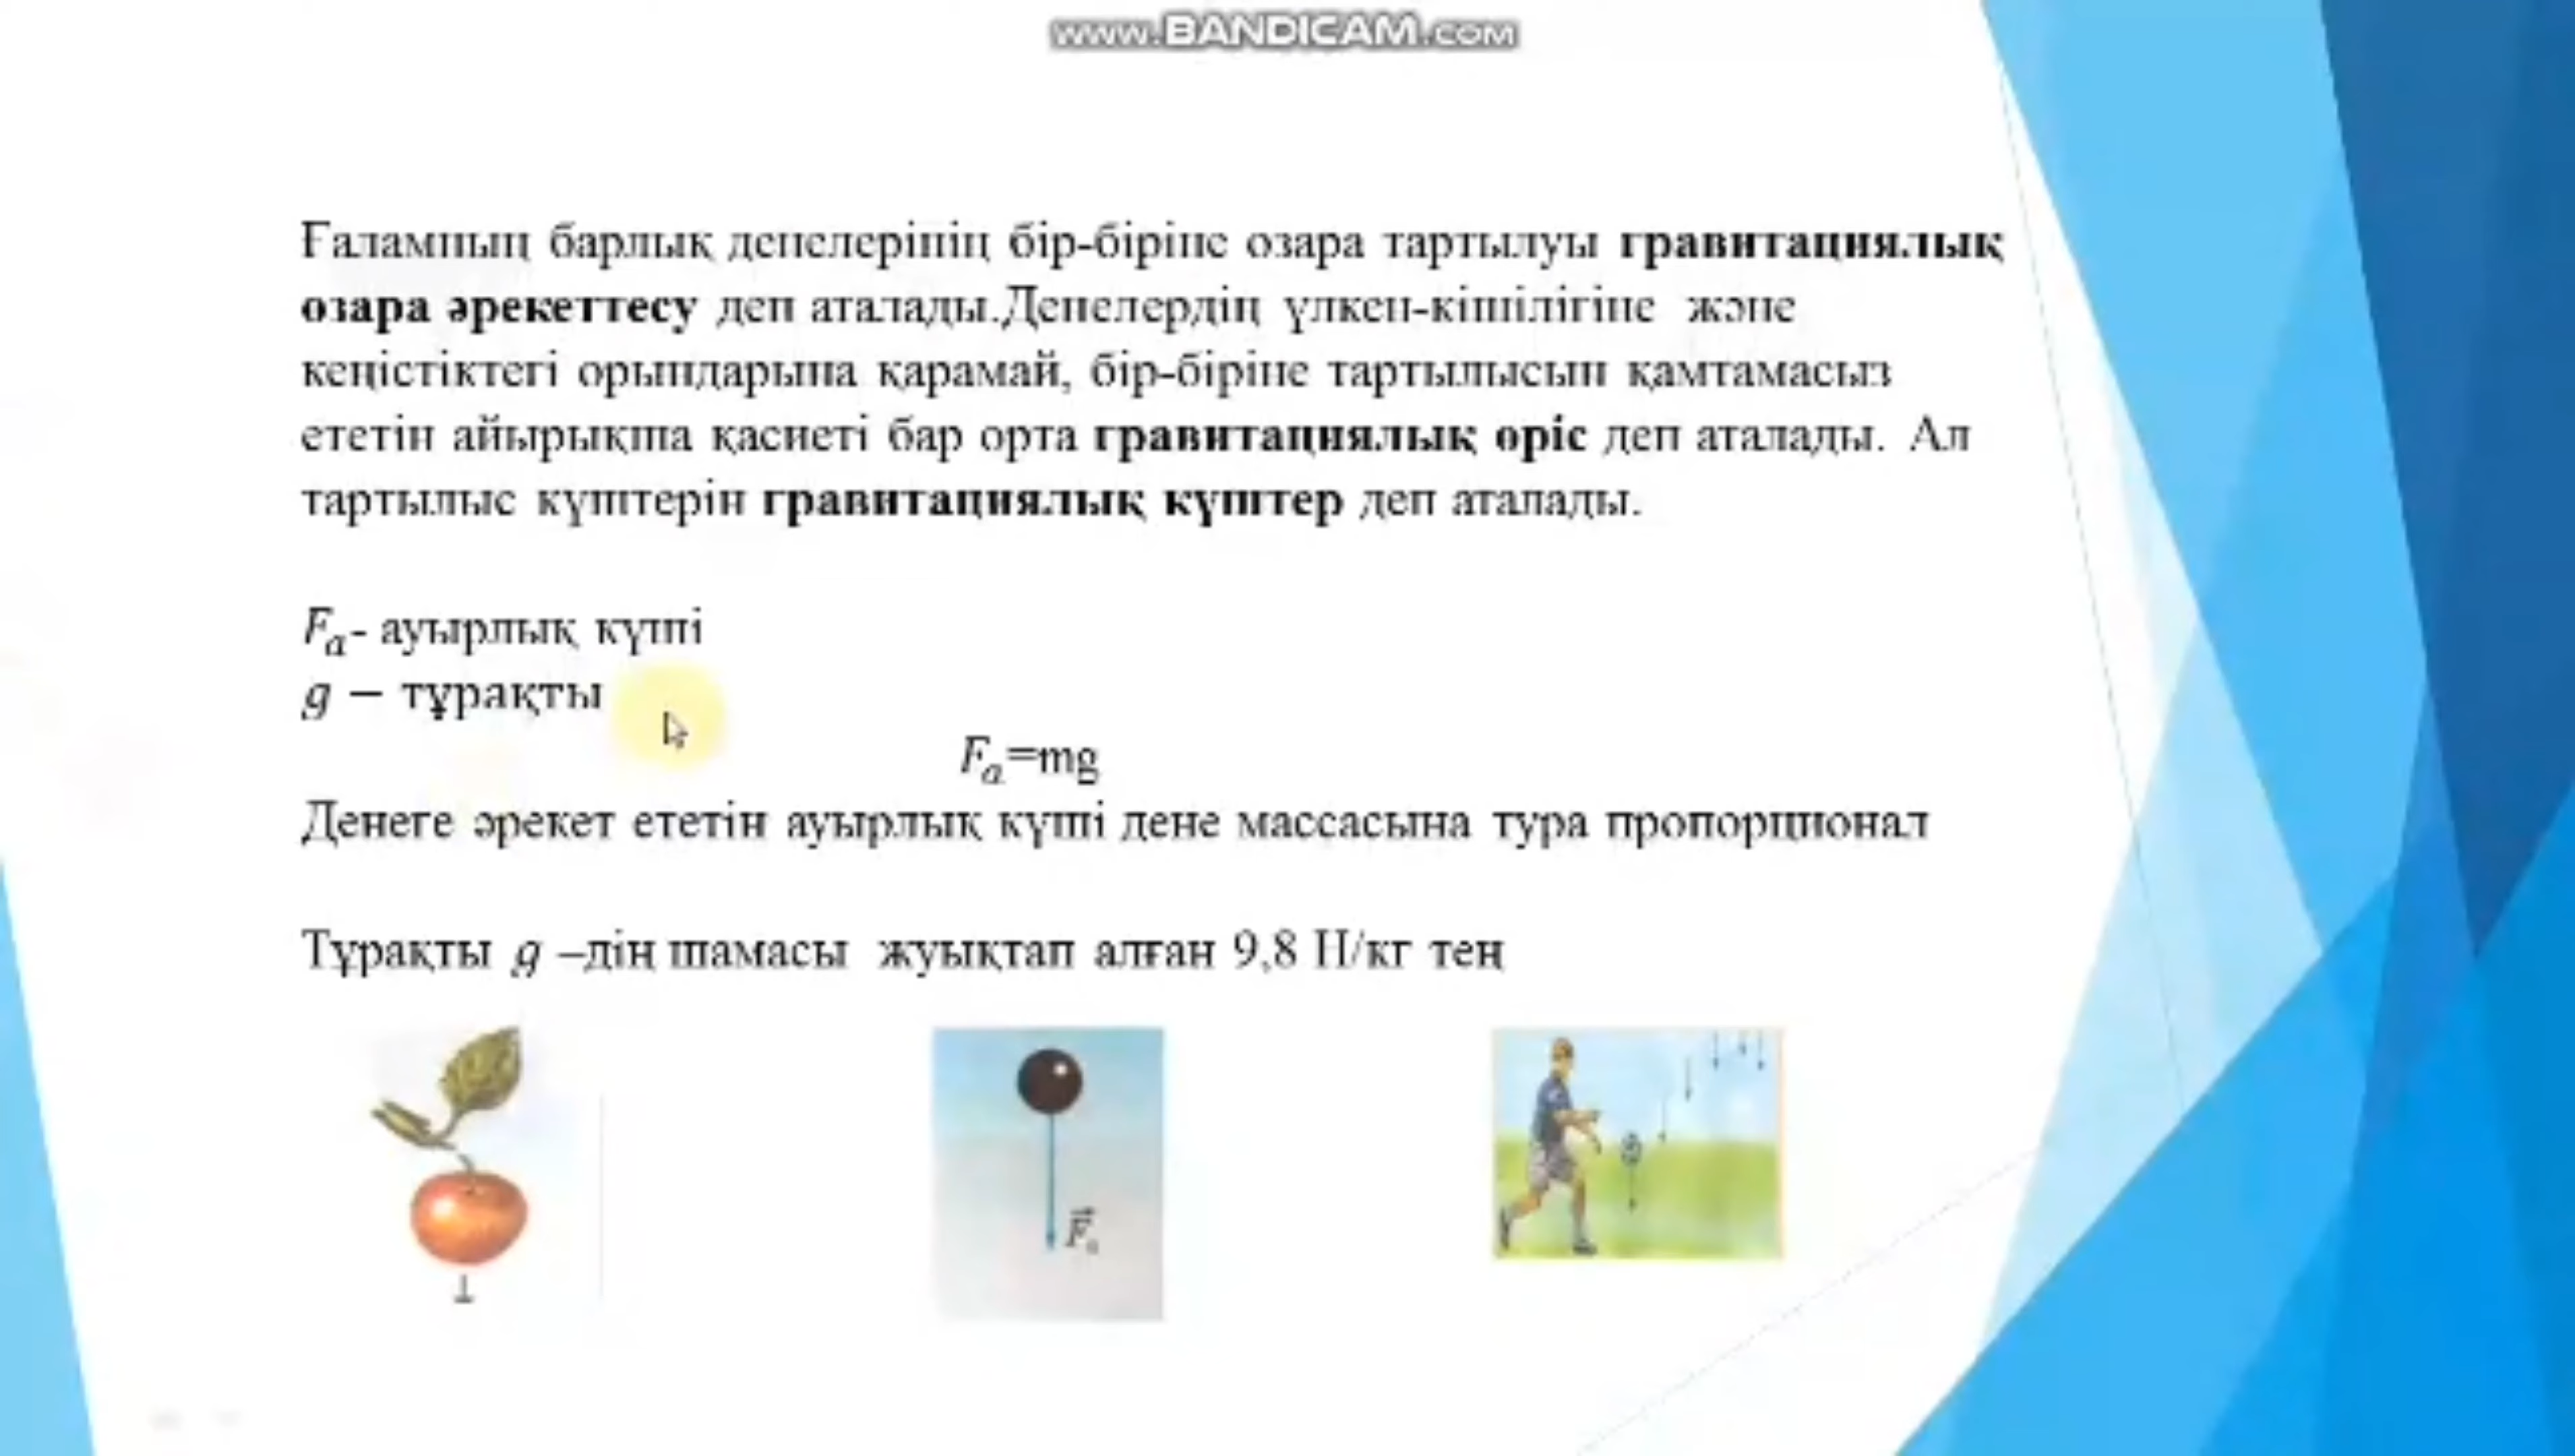 www.BANDICAM.com
Ғаламның барлық денелерінің бір-біріне өзара тартылуы гравитациялық
өзара әрекеттесу деп аталады.Денелердің үлкен-кішілігіне және
кеңістіктегі орындарына қарамай, бір-біріне тартылысын қамтамасыз
ететін айырықша қасиеті бар орта гравитациялық өріс деп аталады. Ал
тартылыс күштерін гравитациялық күштер деп аталады.
Fa- ауырлық күші
g – тұрақты
Fa=mg
Денеге әрекет ететін ауырлық күші дене массасына тура пропорционал
Тұрақты g –дің шамасы жуықтап алған 9,8 Н/кг тең
F